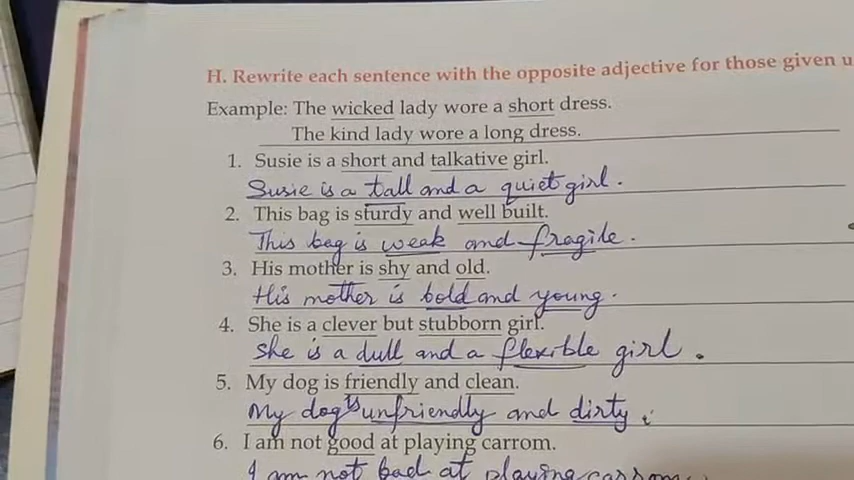 H. Rewrite each sentence with the opposite adjective for those given u
Example: The wicked lady wore a short dress.
The kind lady wore a long dress.
1. Susie is a short and talkative girl.
Susie is a tall and a quiet girl.
2. This bag is sturdy and well built.
This bag is weak and fragile.
3. His mother is shy and old.
His mother is bold and young.
4. She is a clever but stubborn girl.
she is a dull and a flexible girl.
5. My dog is friendly and clean.
My dog is unfriendly and dirty.
6. I am not good at playing carrom.
I am not bad at playing carrom.